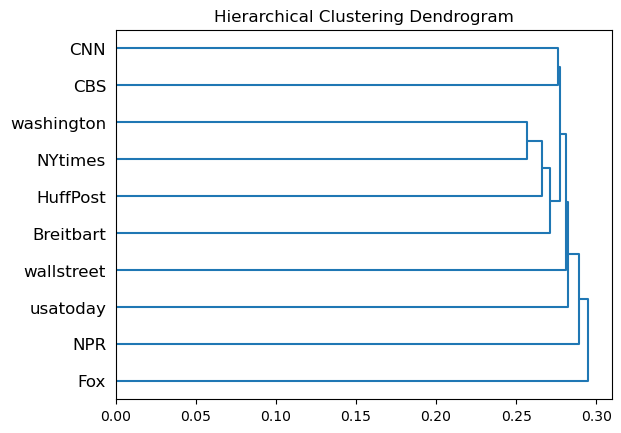 Hierarchical Clustering Dendrogram
CNN
CBS
washington
NYtimes
HuffPost
Breitbart
wallstreet
usatoday
NPR
Fox
0.00 0.05 0.10 0.15 0.20 0.25 0.30